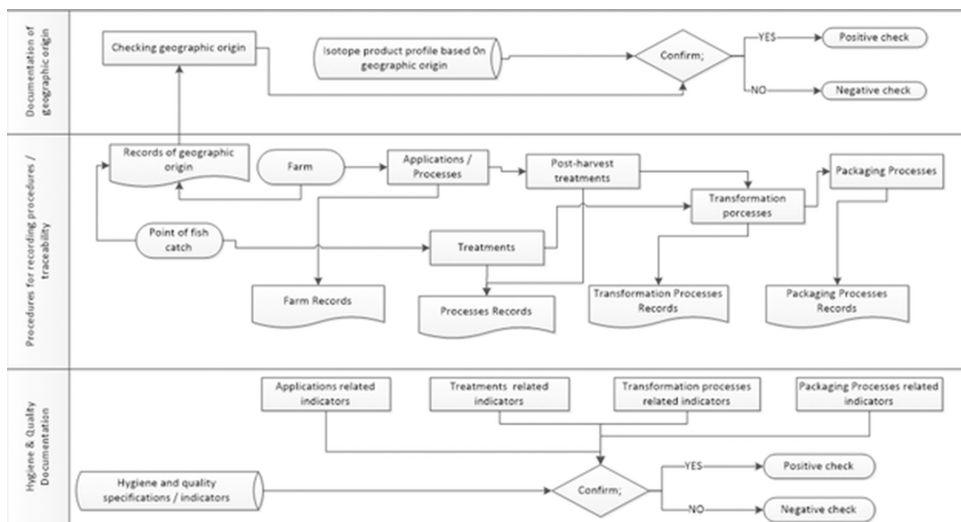 Documentation of
geographic origin
Checking geographic origin
Isotope product profile based 0n
geographic origin
Confirm;
YES
Positive check
NO
Negative check
Procedures for recording procedures /
traceability
Records of geographic
origin
Farm
Applications /
Processes
Post-harvest
treatments
Packaging Processes
Transformation
porcesses
Point of fish
catch
Treatments
Farm Records
Processes Records
Transformation Processes
Records
Packaging Processes
Records
Hygiene & Quality
Documentation
Applications related
indicators
Treatments related
indicators
Transformation processes
related indicators
Packaging Processes related
indicators
Hygiene and quality
specifications / indicators
Confirm;
YES
Positive check
NO
Negative check